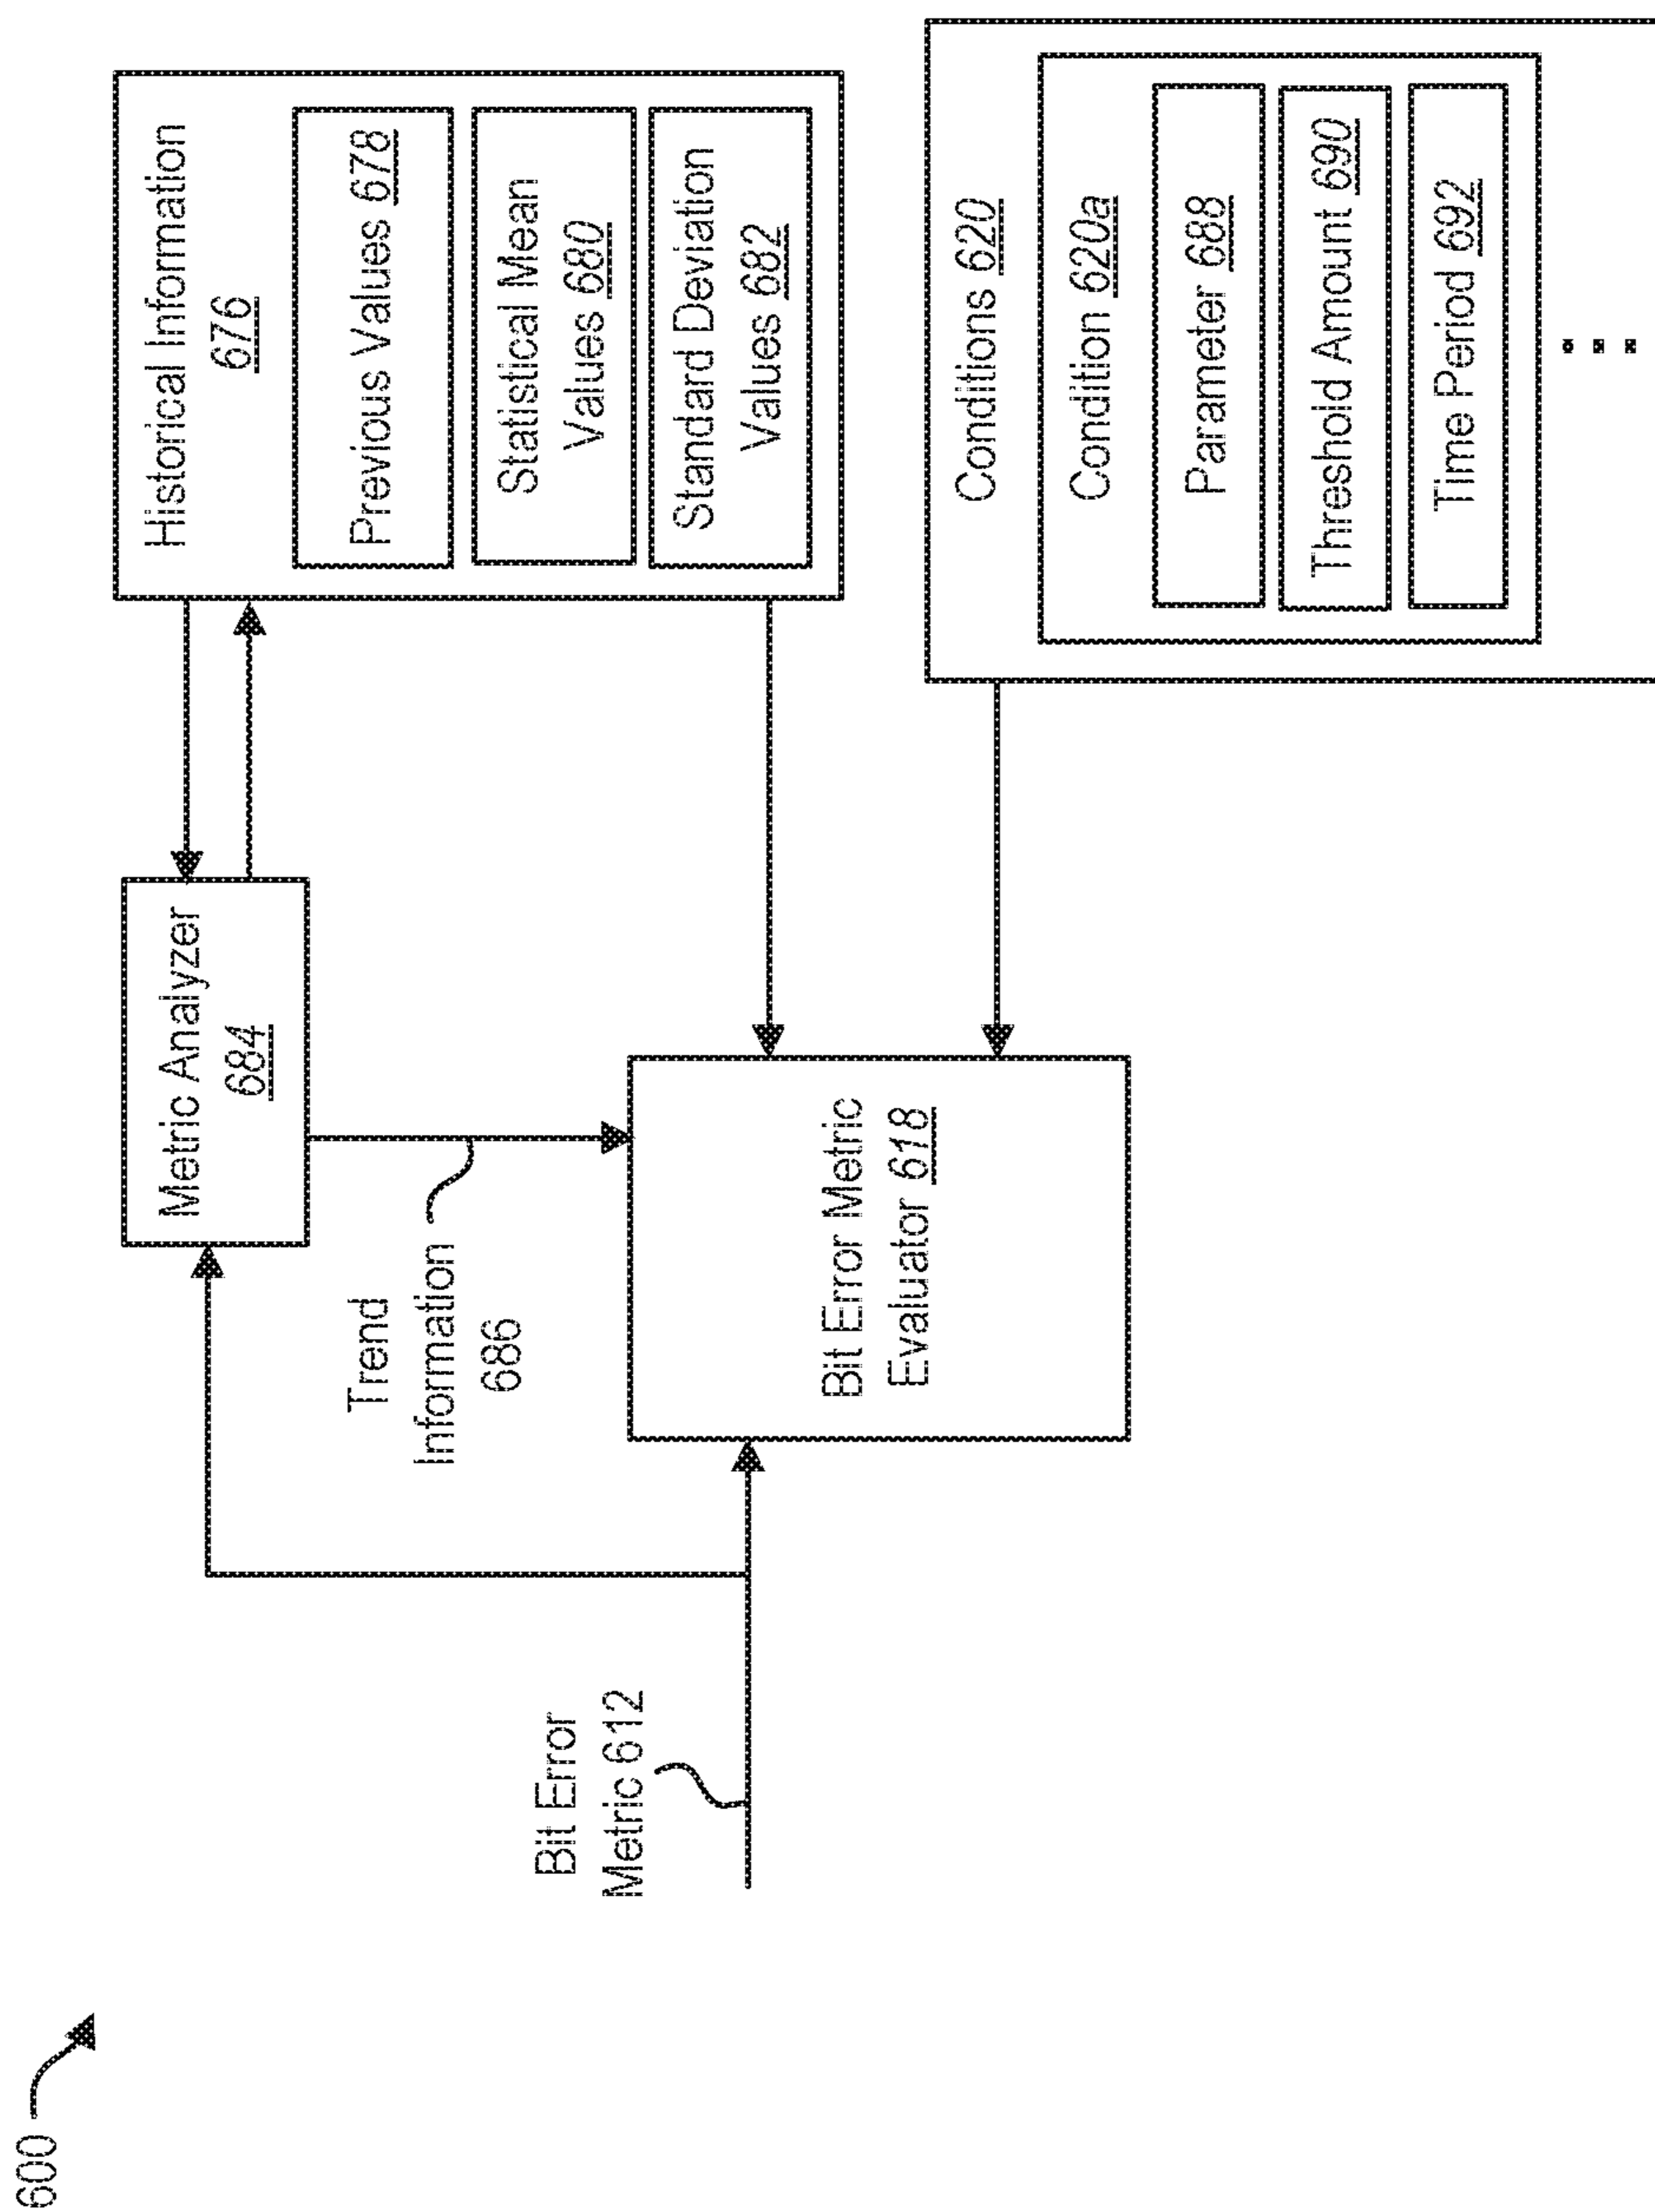 600
Bit Error
Metric 612
Trend
Information
686
Metric Analyzer
684
Bit Error Metric
Evaluator 618
Historical Information
676
Previous Values 678
Statistical Mean
Values 680
Standard Deviation
Values 682
Conditions 620
Condition 620a
Parameter 688
Threshold Amount 690
Time Period 692